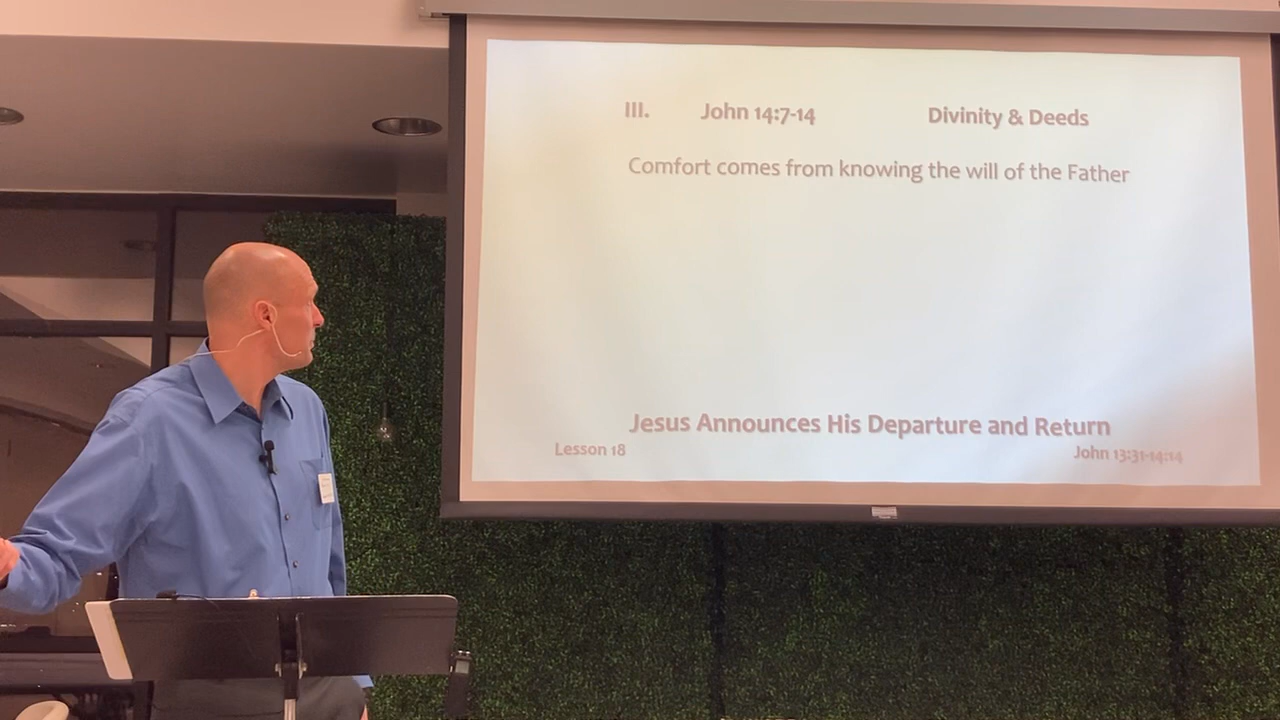 III. John 14:7-14 Divinity & Deeds
Comfort comes from knowing the will of the Father
Jesus Announces His Departure and Return
Lesson 18 John 13:31-14:14